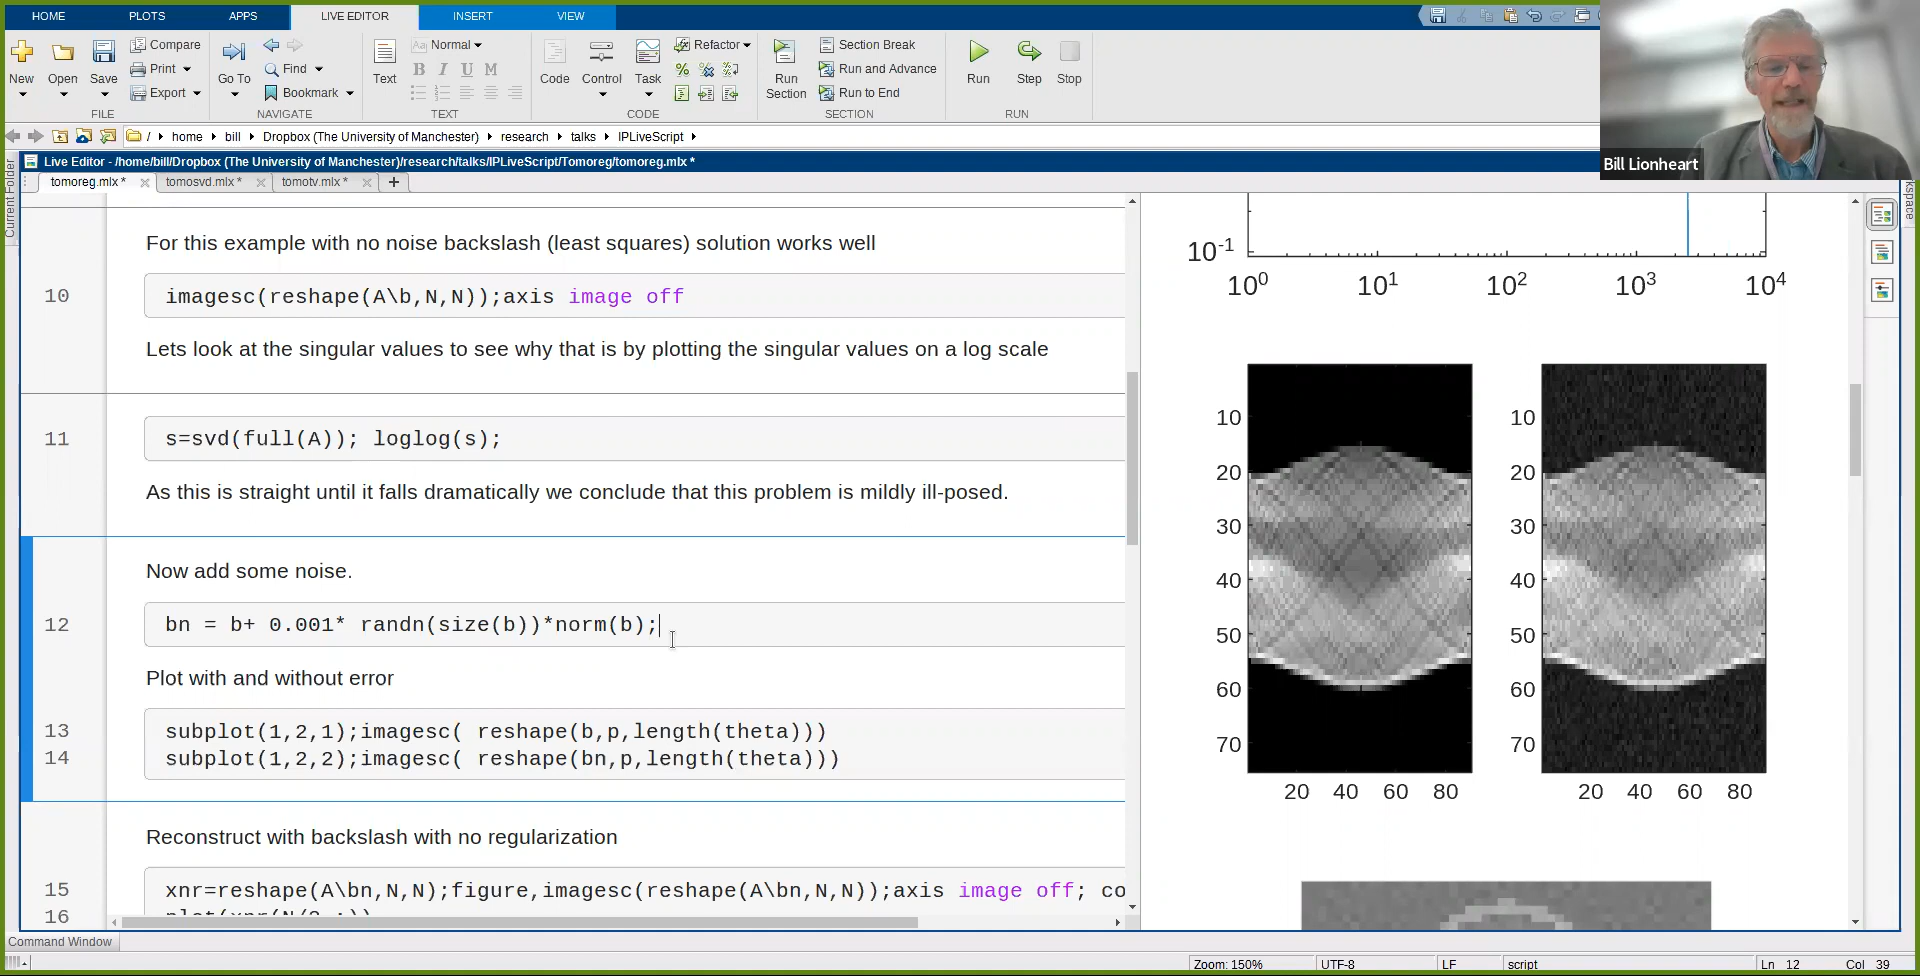 HOME PLOTS APPS LIVE EDITOR INSERT VIEW
New Open Save Compare Print Export
FILE
Go To Find Bookmark
NAVIGATE
Text Aa Normal B I U M
TEXT
Code Control Task Refactor
CODE
Run Section Section Break Run and Advance Run to End
SECTION
Run Step Stop
RUN
/ home bill Dropbox (The University of Manchester) research talks IPLiveScript
Live Editor - /home/bill/Dropbox (The University of Manchester)/research/talks/IPLiveScript/Tomoreg/tomoreg.mlx *
tomoreg.mlx * tomosvd.mlx * tomotv.mlx * +
Bill Lionheart
Current Folder
For this example with no noise backslash (least squares) solution works well
10 imagesc(reshape(A\b,N,N));axis image off
Lets look at the singular values to see why that is by plotting the singular values on a log scale
11 s=svd(full(A)); loglog(s);
As this is straight until it falls dramatically we conclude that this problem is mildly ill-posed.
Now add some noise.
12 bn = b+ 0.001* randn(size(b))*norm(b);
Plot with and without error
13 subplot(1,2,1);imagesc( reshape(b,p,length(theta)))
14 subplot(1,2,2);imagesc( reshape(bn,p,length(theta)))
Reconstruct with backslash with no regularization
15 xnr=reshape(A\bn,N,N);figure,imagesc(reshape(A\bn,N,N));axis image off; co
16
10-1
100 101 102 103 104
10 10
20 20
30 30
40 40
50 50
60 60
70 70
20 40 60 80 20 40 60 80
Command Window
Zoom: 150% UTF-8 LF script Ln 12 Col 39